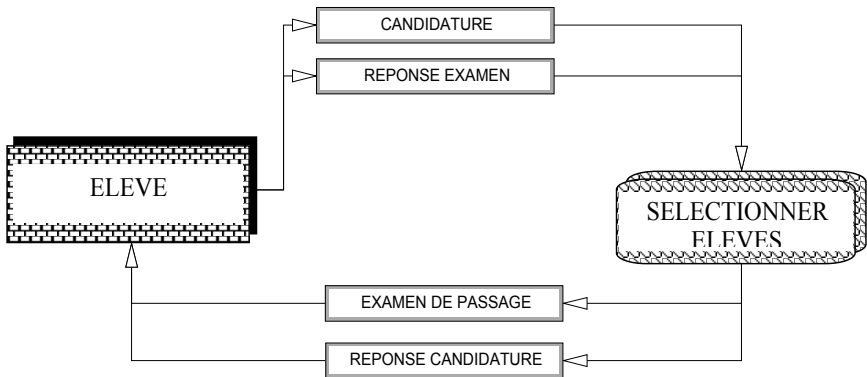 CANDIDATURE
REPONSE EXAMEN
ELEVE
SELECTIONNER
ELEVES
EXAMEN DE PASSAGE
REPONSE CANDIDATURE